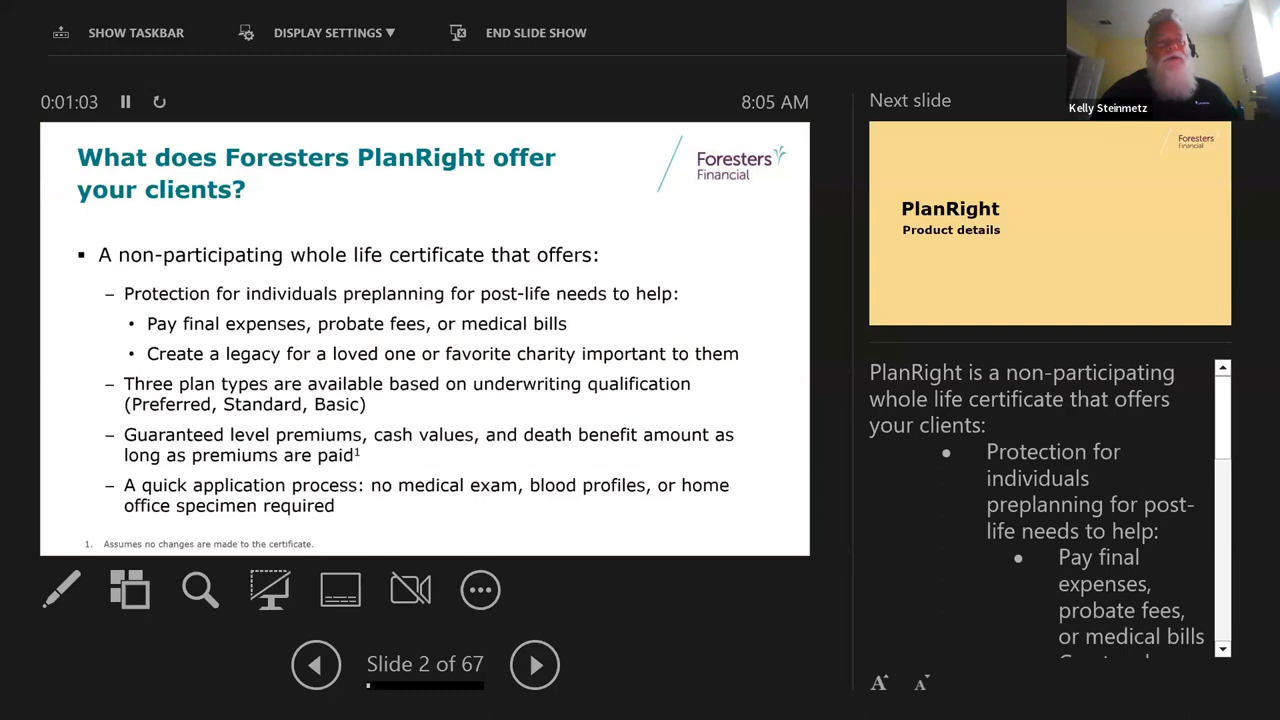 SHOW TASKBAR
DISPLAY SETTINGS ▼
END SLIDE SHOW
Kelly Steinmetz
0:01:03
8:05 AM
What does Foresters PlanRight offer
your clients?
Foresters
Financial
▪ A non-participating whole life certificate that offers:
– Protection for individuals preplanning for post-life needs to help:
• Pay final expenses, probate fees, or medical bills
• Create a legacy for a loved one or favorite charity important to them
– Three plan types are available based on underwriting qualification
(Preferred, Standard, Basic)
– Guaranteed level premiums, cash values, and death benefit amount as
long as premiums are paid¹
– A quick application process: no medical exam, blood profiles, or home
office specimen required
1. Assumes no changes are made to the certificate.
Slide 2 of 67
Next slide
Foresters
Financial
PlanRight
Product details
PlanRight is a non-participating
whole life certificate that offers
your clients:
• Protection for
individuals
preplanning for post-
life needs to help:
• Pay final
expenses,
probate fees,
or medical bills
A A